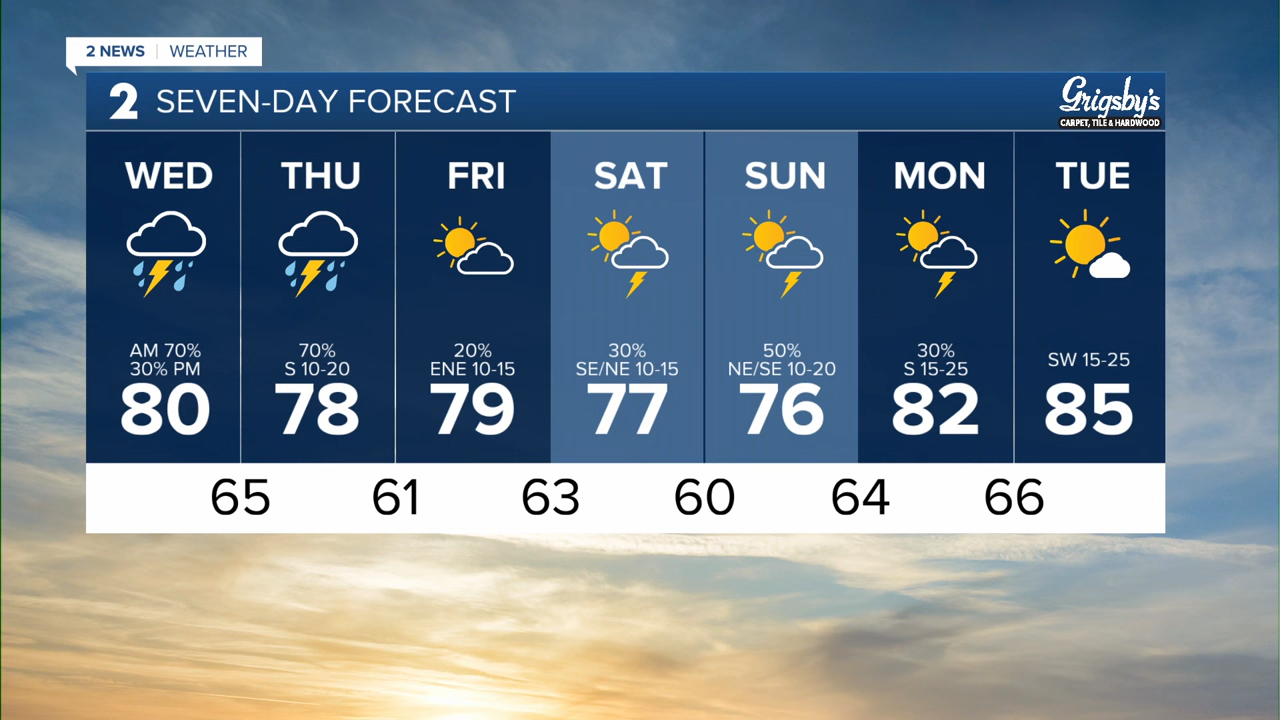 2 NEWS | WEATHER
2 SEVEN-DAY FORECAST
Grigsby's
CARPET, TILE & HARDWOOD
WED THU FRI SAT SUN MON TUE
AM 70% 70% 20% 30% 50% 30%
30% PM S 10-20 ENE 10-15 SE/NE 10-15 NE/SE 10-20 S 15-25 SW 15-25
80 78 79 77 76 82 85
65 61 63 60 64 66